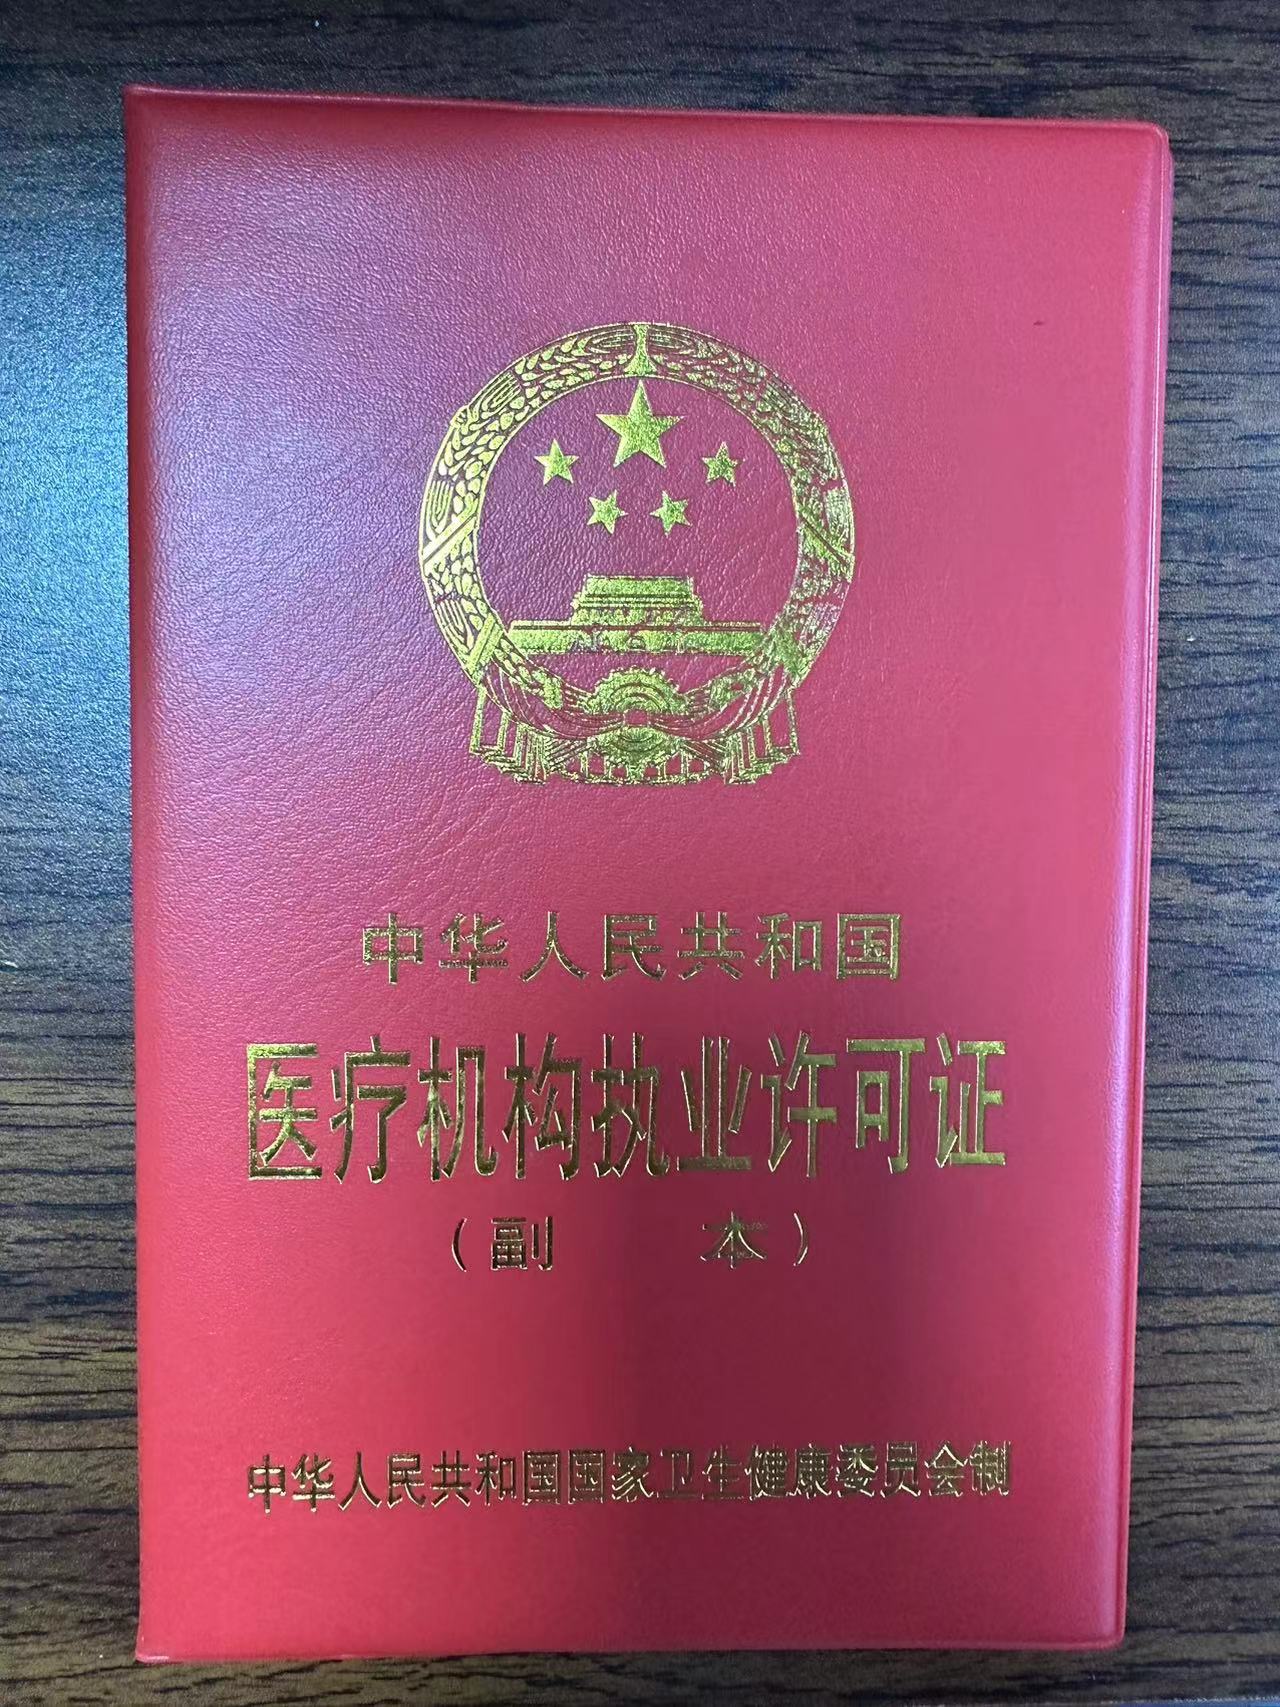 中华人民共和国
医疗机构执业许可证
（副 本）
中华人民共和国国家卫生健康委员会制